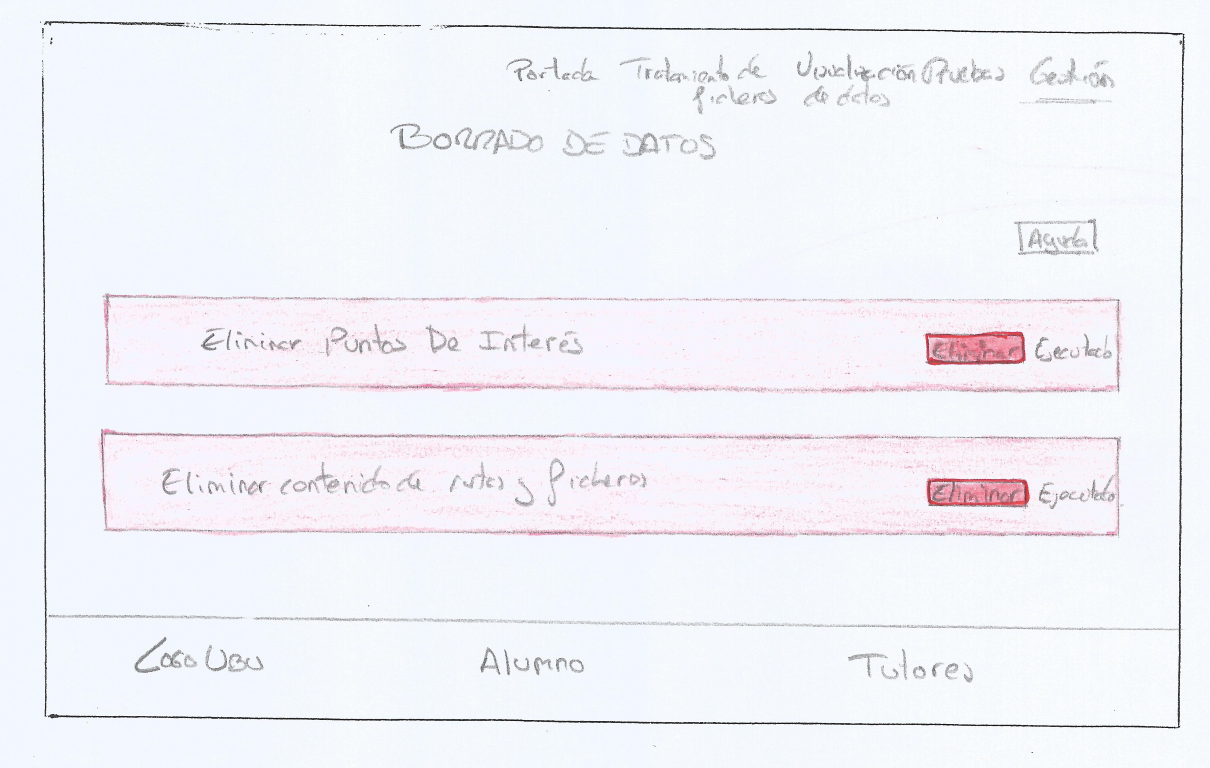 Portada Tratamiento de Visualización Pruebas Gestión
ficheros de datos
BORRADO DE DATOS
Ayuda
Eliminar Puntos De Interés
Eliminar Ejecutado
Eliminar contenido de rutas y ficheros
Eliminar Ejecutado
LOGO UBU Alumno Tutores